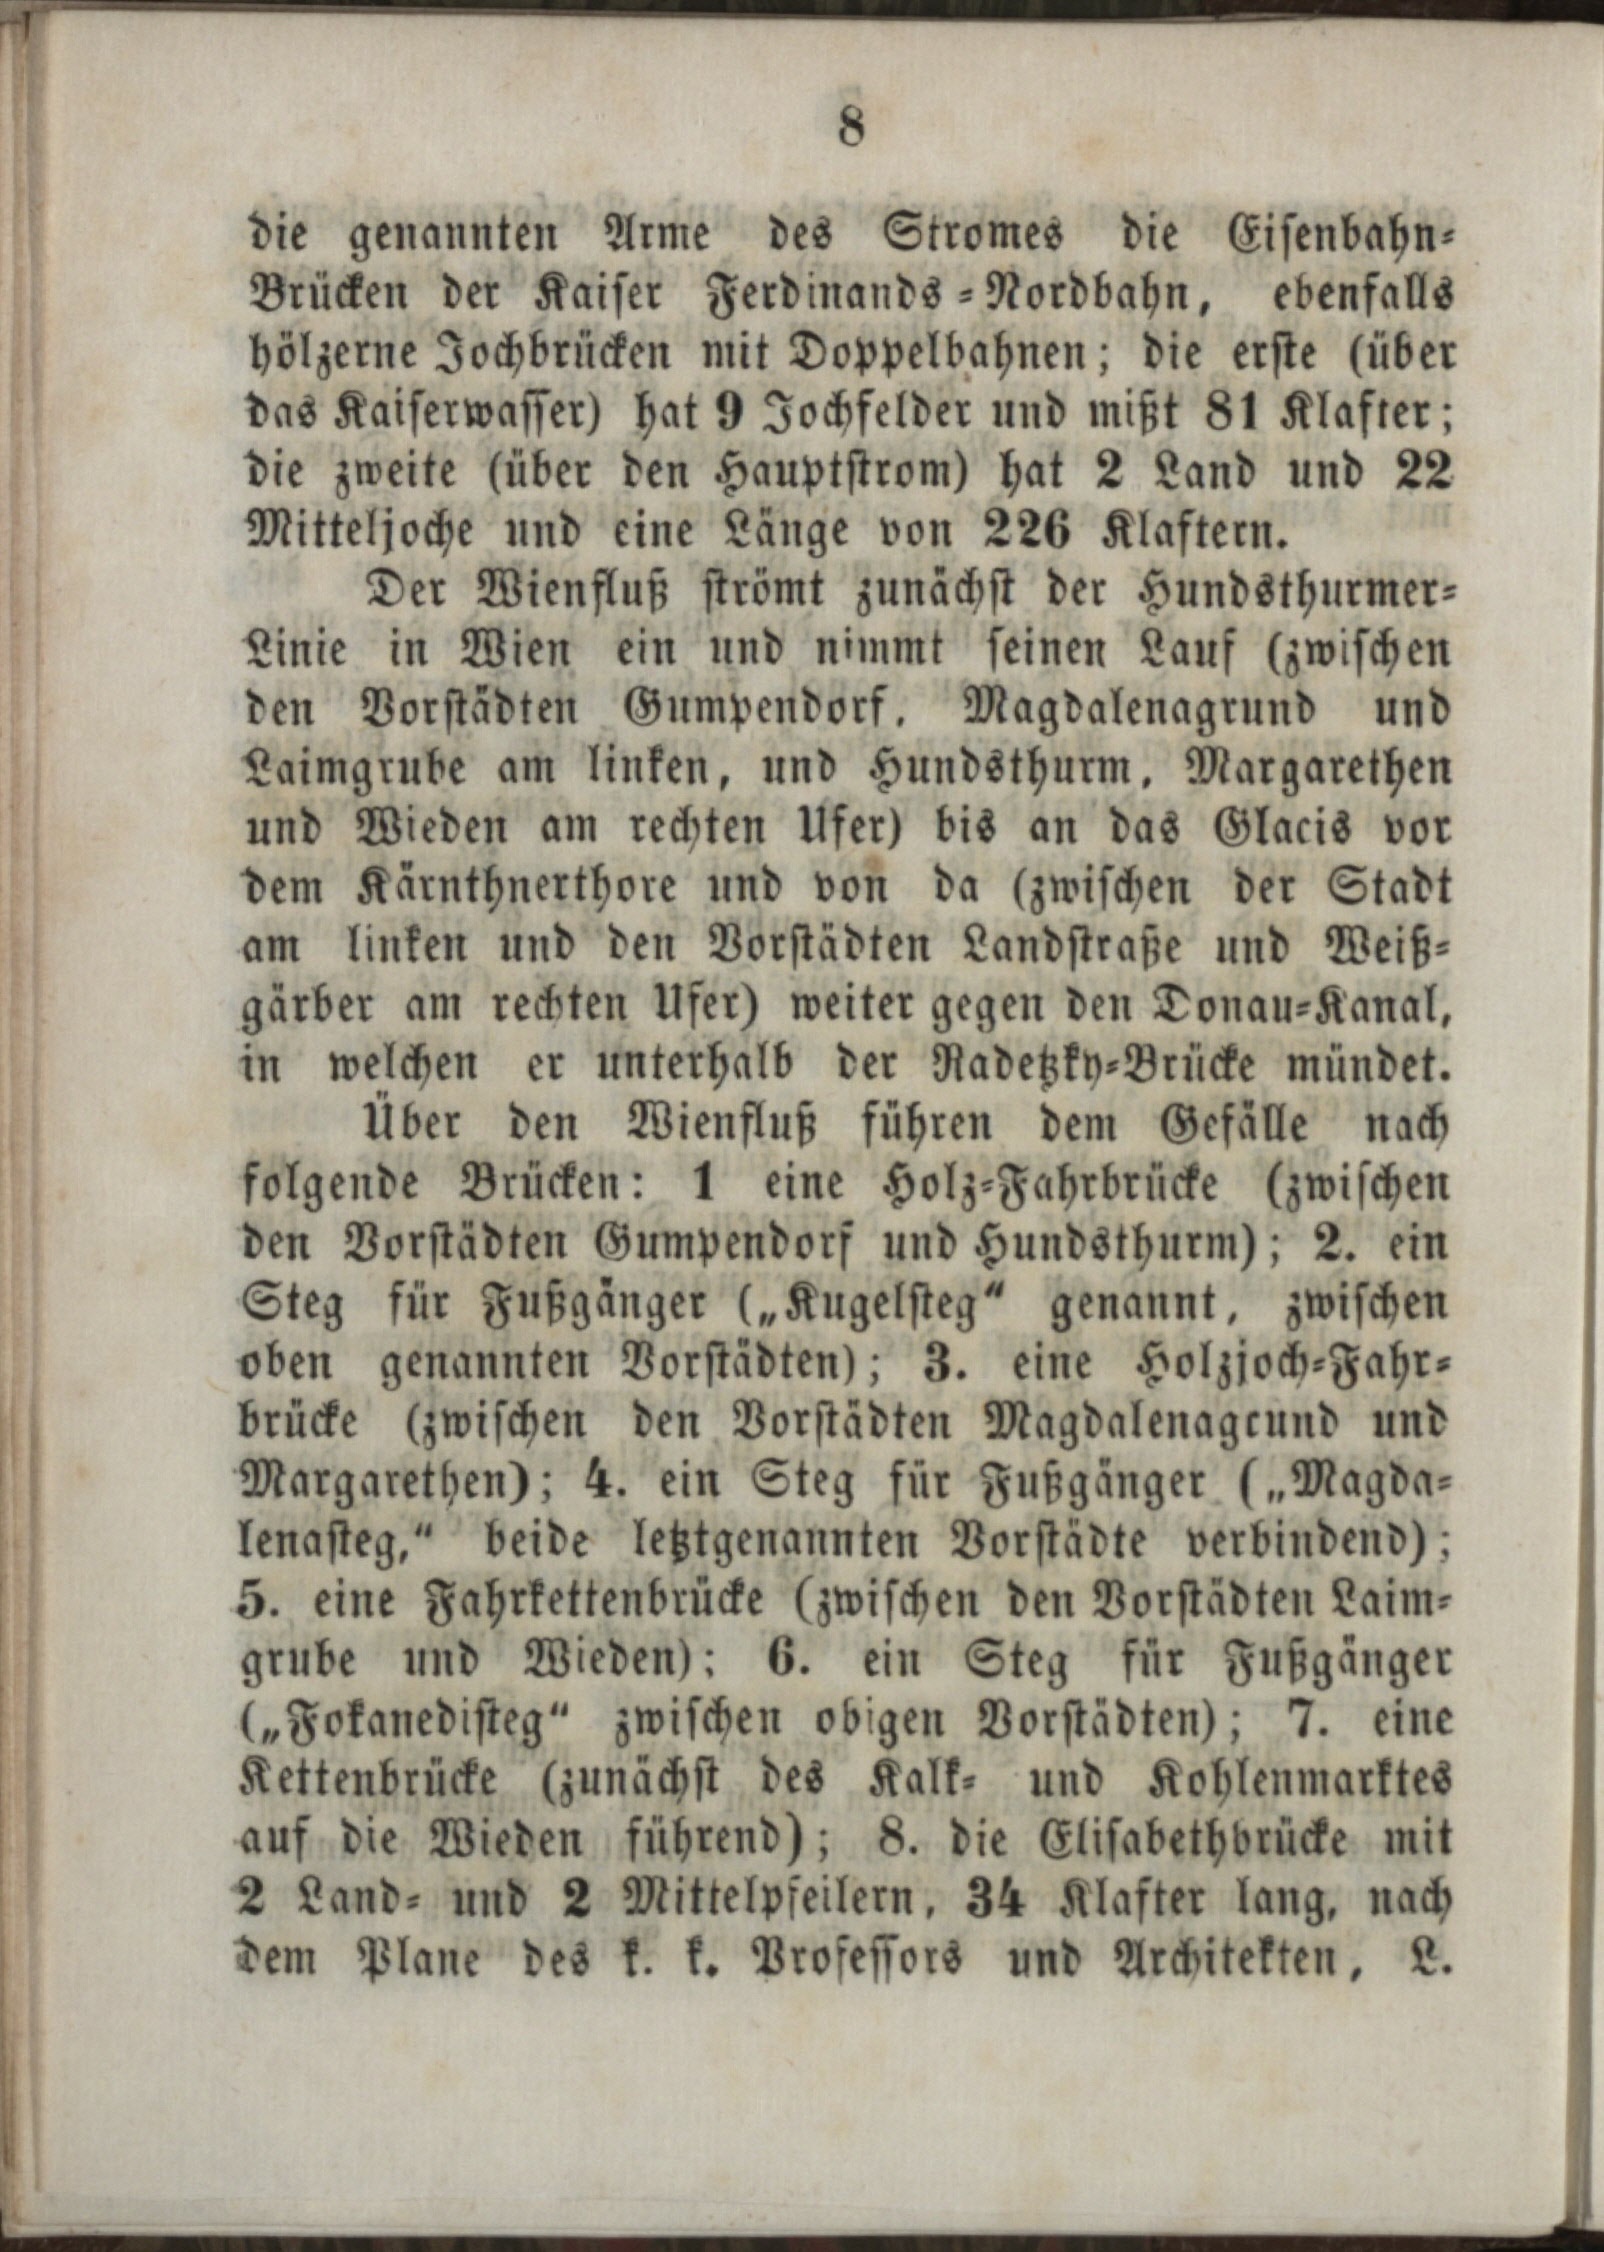 8
die genannten Arme des Stromes die Eisenbahn-
Brücken der Kaiser Ferdinands-Nordbahn, ebenfalls
hölzerne Jochbrücken mit Doppelbahnen; die erste (über
das Kaiserwasser) hat 9 Jochfelder und mißt 81 Klafter;
die zweite (über den Hauptstrom) hat 2 Land und 22
Mitteljoche und eine Länge von 226 Klaftern.
Der Wienfluß strömt zunächst der Hundsthurmer-
Linie in Wien ein und nimmt seinen Lauf (zwischen
den Vorstädten Gumpendorf, Magdalenagrund und
Laimgrube am linken, und Hundsthurm, Margarethen
und Wieden am rechten Ufer) bis an das Glacis vor
dem Kärnthnerthore und von da (zwischen der Stadt
am linken und den Vorstädten Landstraße und Weiß-
gärber am rechten Ufer) weiter gegen den Donau-Kanal,
in welchen er unterhalb der Radetzky-Brücke mündet.
Über den Wienfluß führen dem Gefälle nach
folgende Brücken: 1 eine Holz-Fahrbrücke (zwischen
den Vorstädten Gumpendorf und Hundsthurm); 2. ein
Steg für Fußgänger („Kugelsteg“ genannt, zwischen
oben genannten Vorstädten); 3. eine Holzjoch-Fahr-
brücke (zwischen den Vorstädten Magdalenagrund und
Margarethen); 4. ein Steg für Fußgänger („Magda-
lenasteg,“ beide letztgenannten Vorstädte verbindend);
5. eine Fahrkettenbrücke (zwischen den Vorstädten Laim-
grube und Wieden); 6. ein Steg für Fußgänger
(„Fokanedisteg“ zwischen obigen Vorstädten); 7. eine
Kettenbrücke (zunächst des Kalk- und Kohlenmarktes
auf die Wieden führend); 8. die Elisabethbrücke mit
2 Land- und 2 Mittelpfeilern, 34 Klafter lang, nach
dem Plane des k. k. Professors und Architekten, L.